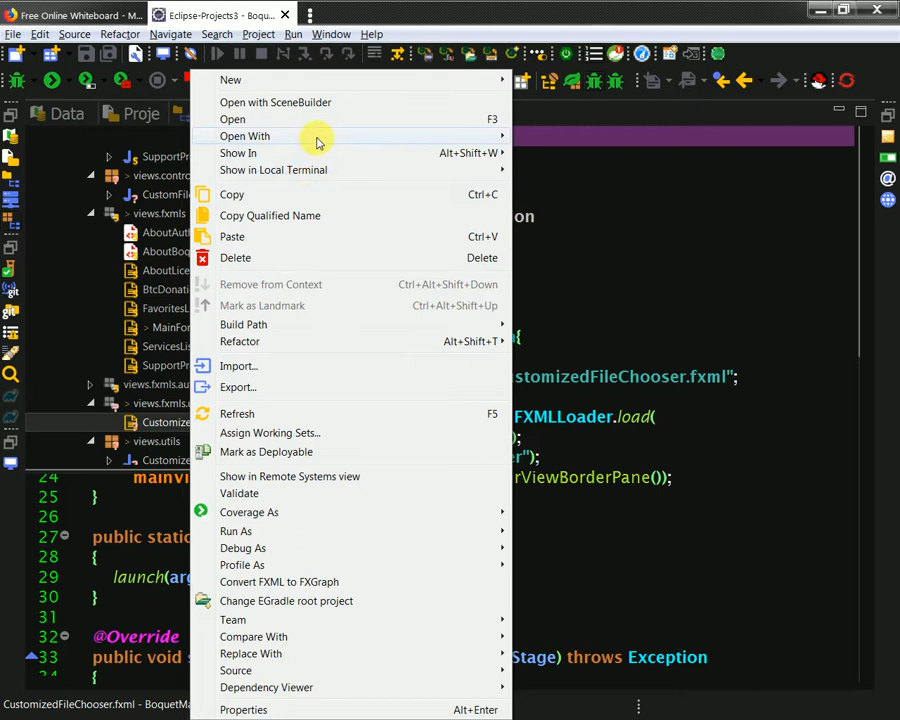 Free Online Whiteboard - M...
Eclipse-Projects3 - Boquet...
File Edit Source Refactor Navigate Search Project Run Window Help
Data
Proje
New
Open with SceneBuilder
Open F3
Open With
Show In Alt+Shift+W
Show in Local Terminal
Copy Ctrl+C
Copy Qualified Name
Paste Ctrl+V
Delete Delete
Remove from Context Ctrl+Alt+Shift+Down
Mark as Landmark Ctrl+Alt+Shift+Up
Build Path
Refactor Alt+Shift+T
Import...
Export...
Refresh F5
Assign Working Sets...
Mark as Deployable
Show in Remote Systems view
Validate
Coverage As
Run As
Debug As
Profile As
Convert FXML to FXGraph
Change EGradle root project
Team
Compare With
Replace With
Source
Dependency Viewer
Properties Alt+Enter
SupportPr
> views.contro
CustomFil
> views.fxmls
AboutAut
AboutBoq
AboutLice
BtcDonati
FavoritesL
> MainForm
ServicesLi
SupportPr
views.fxmls.au
> views.fxmls.u
Customize
> views.utils
Customize
on
{
stomizedFileChooser.fxml";
FXMLLoader.load(
);
r");
24 mainvi rViewBorderPane());
25 }
26
27 public static
28 {
29 launch(arg
30 }
31
32 @Override
33 public void s Stage) throws Exception
34 {
CustomizedFileChooser.fxml - BoquetMa